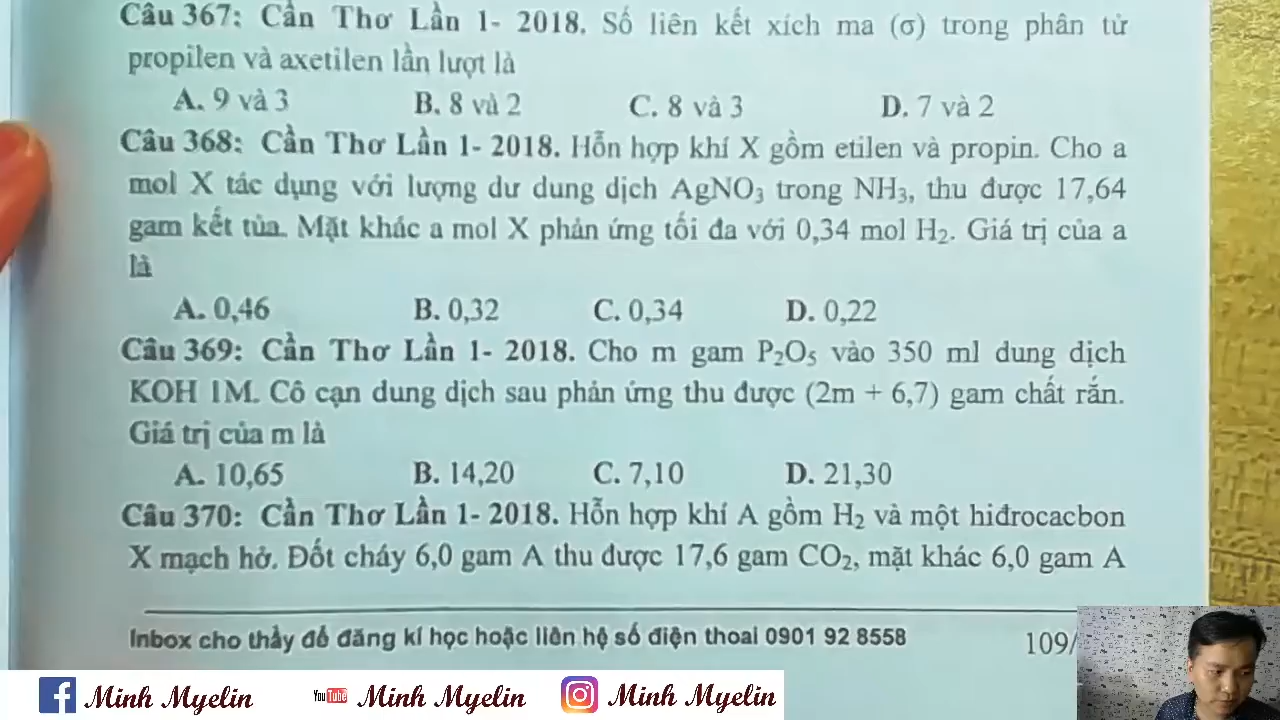 Câu 367: Cần Thơ Lần 1- 2018. Số liên kết xích ma (σ) trong phân tử
propilen và axetilen lần lượt là
A. 9 và 3 B. 8 và 2 C. 8 và 3 D. 7 và 2
Câu 368: Cần Thơ Lần 1- 2018. Hỗn hợp khí X gồm etilen và propin. Cho a
mol X tác dụng với lượng dư dung dịch AgNO₃ trong NH₃, thu được 17,64
gam kết tủa. Mặt khác a mol X phản ứng tối đa với 0,34 mol H₂. Giá trị của a
là
A. 0,46 B. 0,32 C. 0,34 D. 0,22
Câu 369: Cần Thơ Lần 1- 2018. Cho m gam P₂O₅ vào 350 ml dung dịch
KOH 1M. Cô cạn dung dịch sau phản ứng thu được (2m + 6,7) gam chất rắn.
Giá trị của m là
A. 10,65 B. 14,20 C. 7,10 D. 21,30
Câu 370: Cần Thơ Lần 1- 2018. Hỗn hợp khí A gồm H₂ và một hiđrocacbon
X mạch hở. Đốt cháy 6,0 gam A thu được 17,6 gam CO₂, mặt khác 6,0 gam A
Inbox cho thầy để đăng kí học hoặc liên hệ số điện thoại 0901 92 8558 109/
f Minh Myelin YouTube Minh Myelin Minh Myelin